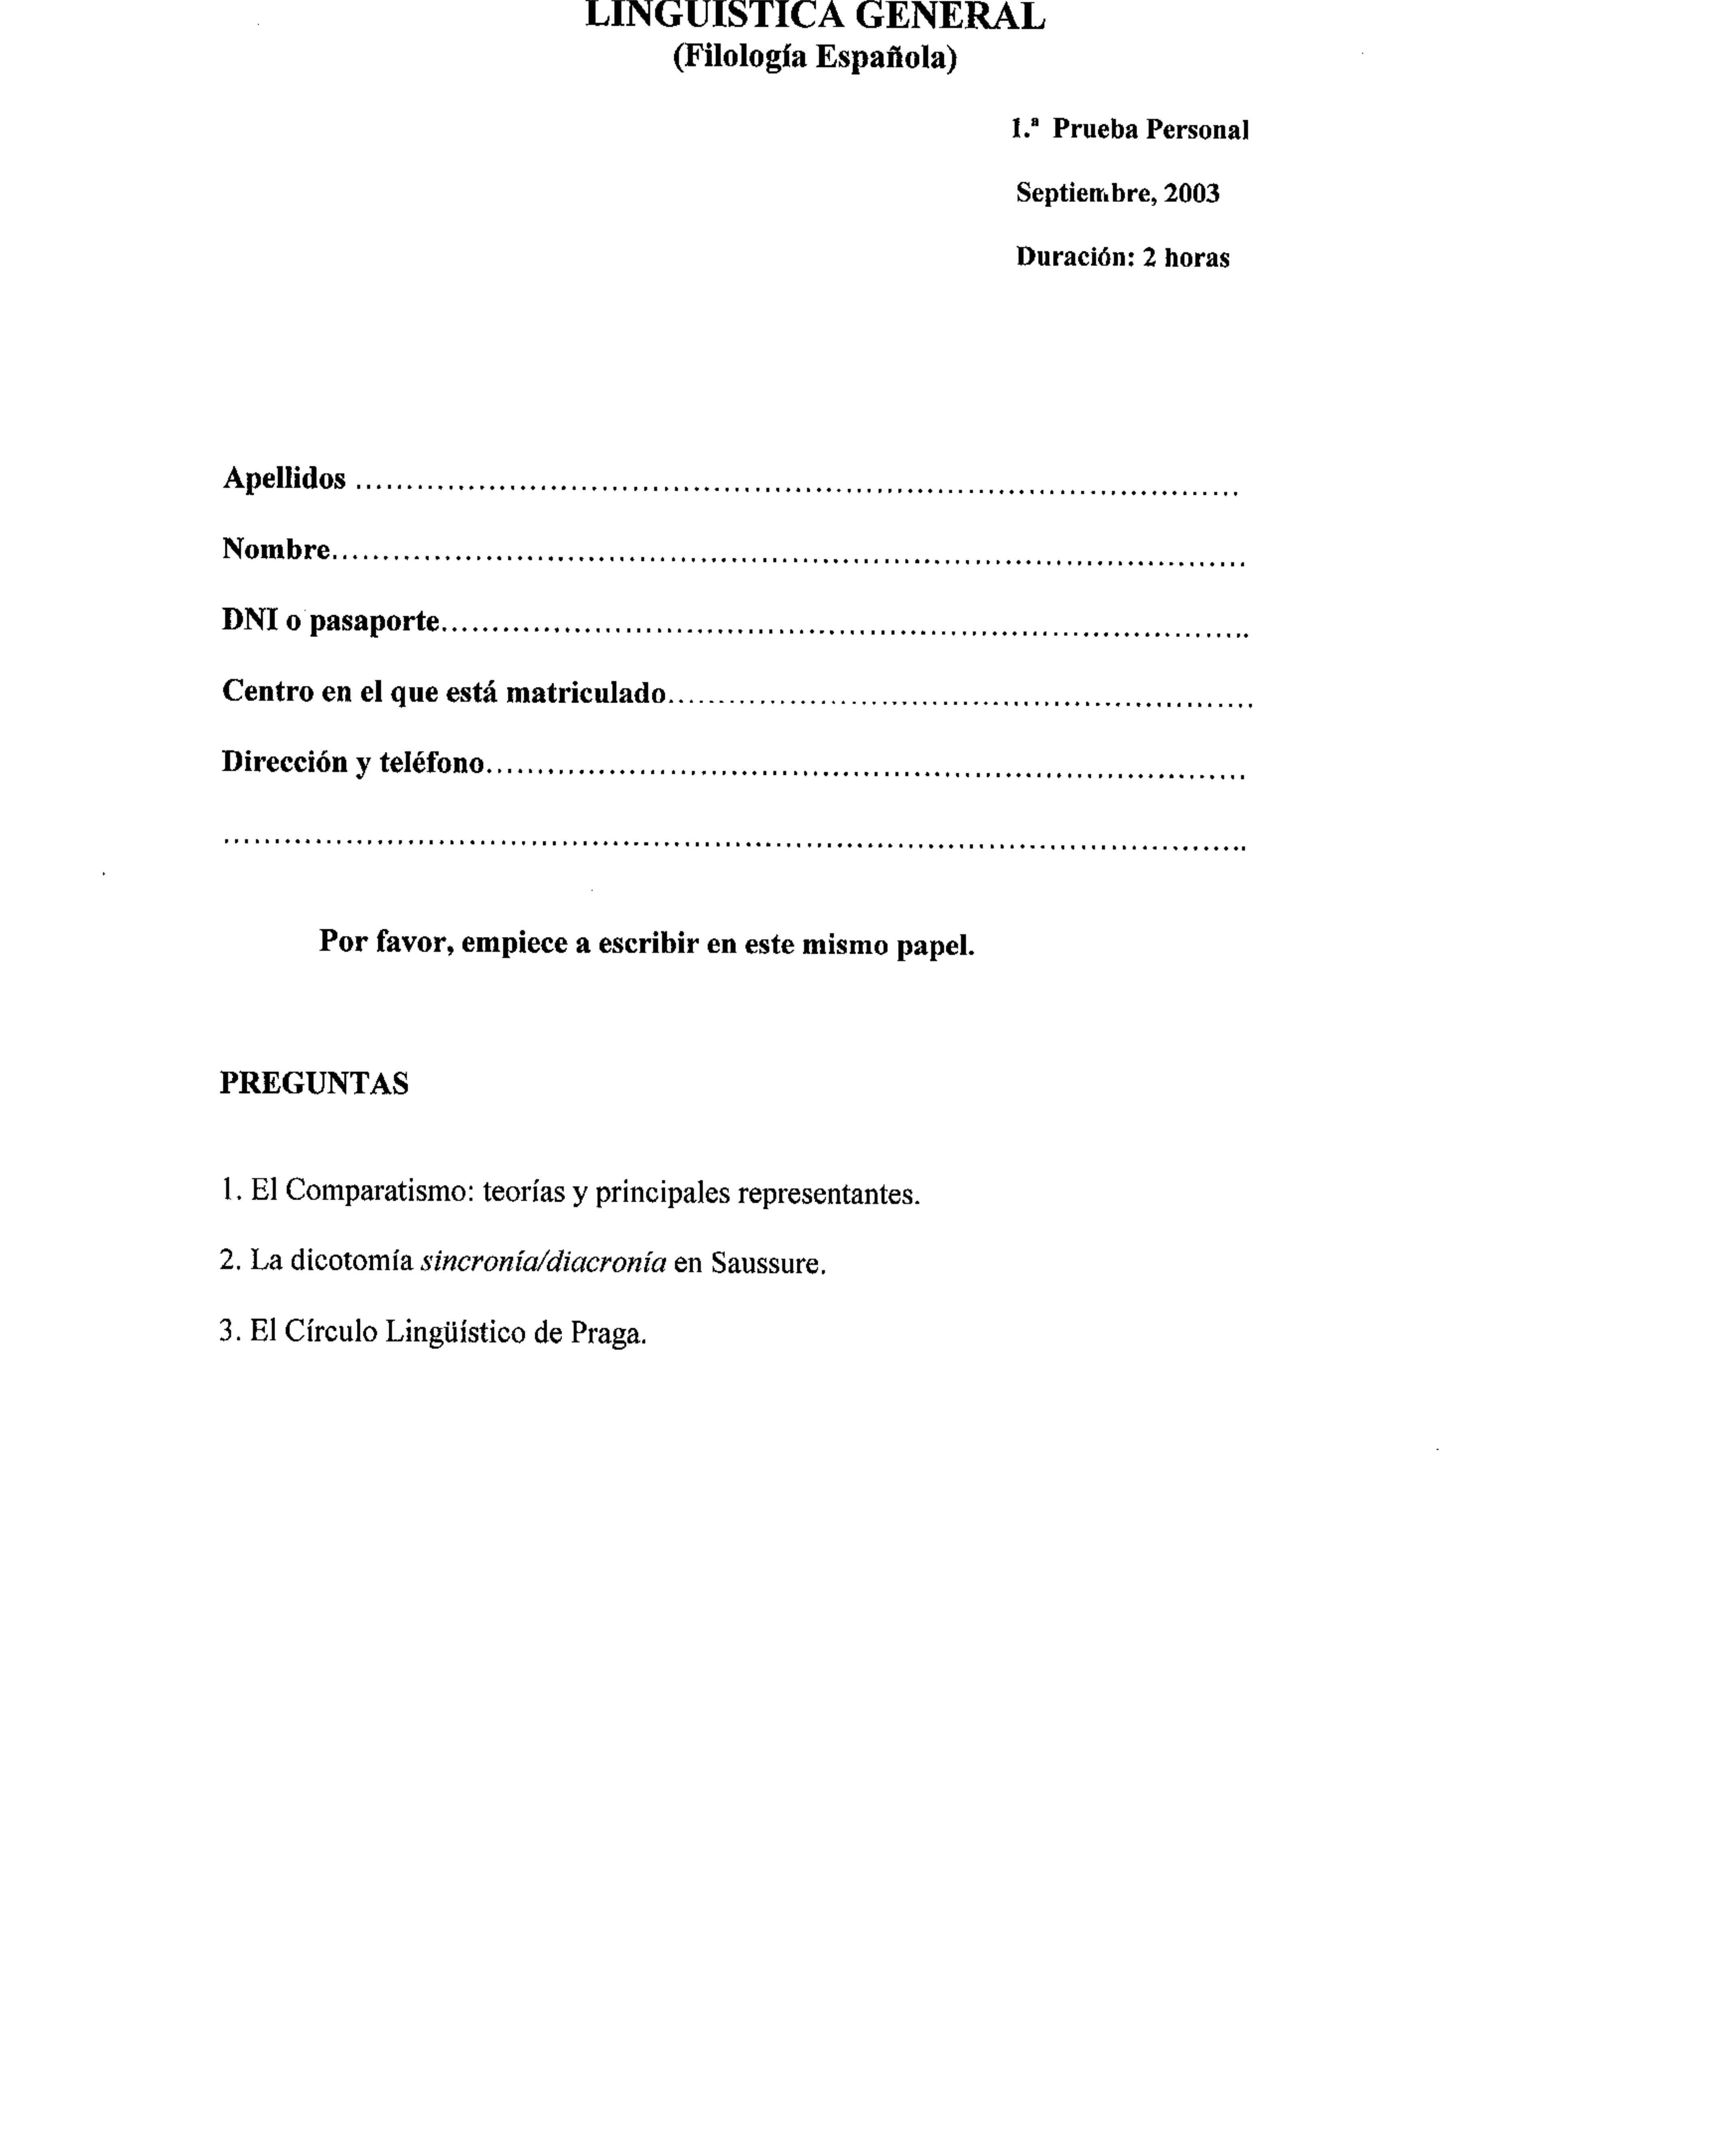 LINGÜÍSTICA GENERAL
(Filología Española)
1.ª Prueba Personal
Septiembre, 2003
Duración: 2 horas
Apellidos ........................................................................................
Nombre...........................................................................................
DNI o pasaporte................................................................................
Centro en el que está matriculado..........................................................
Dirección y teléfono...........................................................................
......................................................................................................
Por favor, empiece a escribir en este mismo papel.
PREGUNTAS
1. El Comparatismo: teorías y principales representantes.
2. La dicotomía sincronía/diacronía en Saussure.
3. El Círculo Lingüístico de Praga.